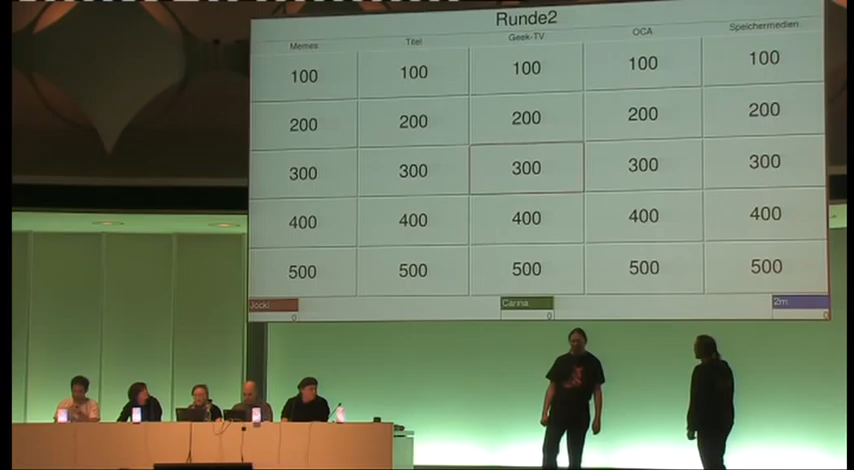 Runde2
Memes Titel Geek-TV OCA Speichermedien
100 100 100 100 100
200 200 200 200 200
300 300 300 300 300
400 400 400 400 400
500 500 500 500 500
Jöckl Carina 2m
0 0 0